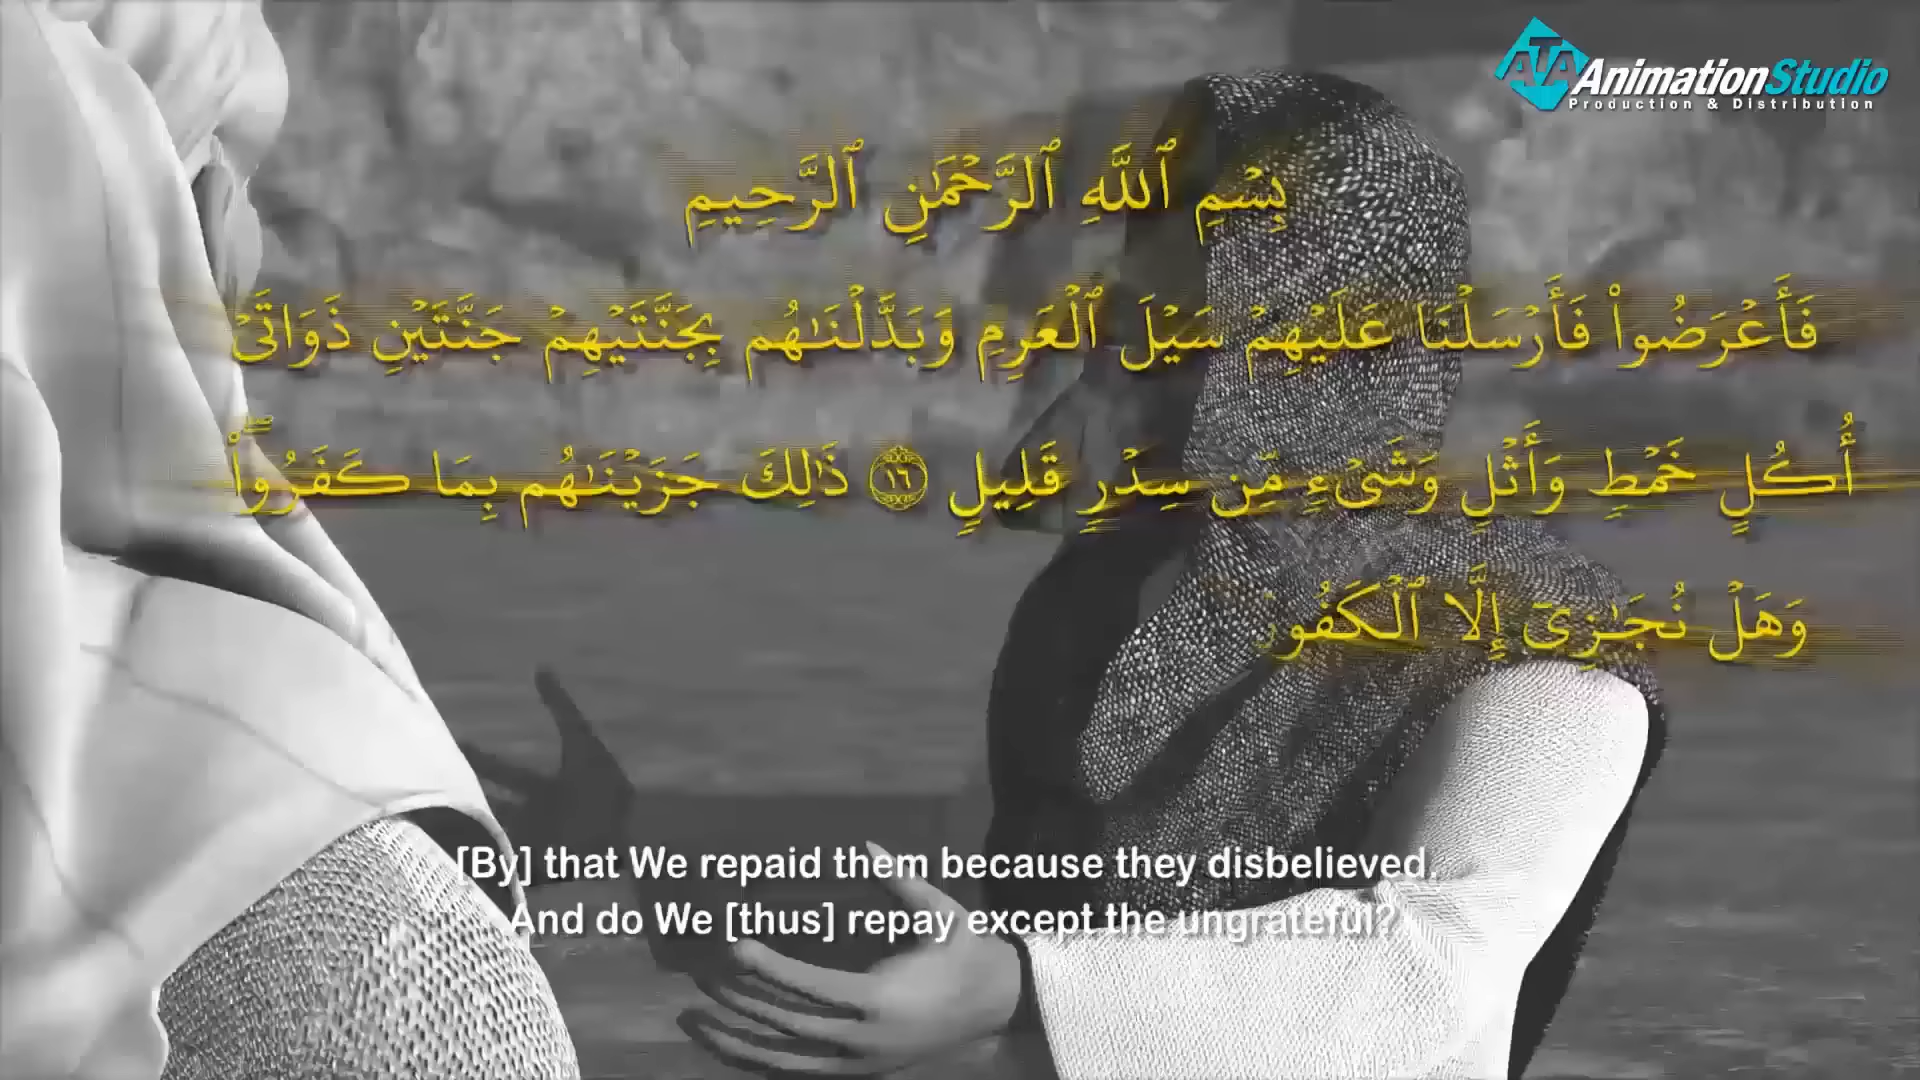 ATA AnimationStudio
Production & Distribution
بِسْمِ ٱللَّهِ ٱلرَّحْمَٰنِ ٱلرَّحِيمِ
فَأَعْرَضُوا۟ فَأَرْسَلْنَا عَلَيْهِمْ سَيْلَ ٱلْعَرِمِ وَبَدَّلْنَـٰهُم بِجَنَّتَيْهِمْ جَنَّتَيْنِ ذَوَاتَىْ
أُكُلٍ خَمْطٍ وَأَثْلٍ وَشَىْءٍ مِّن سِدْرٍ قَلِيلٍ ١٦ ذَٰلِكَ جَزَيْنَـٰهُم بِمَا كَفَرُوا۟ ۖ
وَهَلْ نُجَـٰزِىٓ إِلَّا ٱلْكَفُو
[By] that We repaid them because they disbelieved.
And do We [thus] repay except the ungrateful?